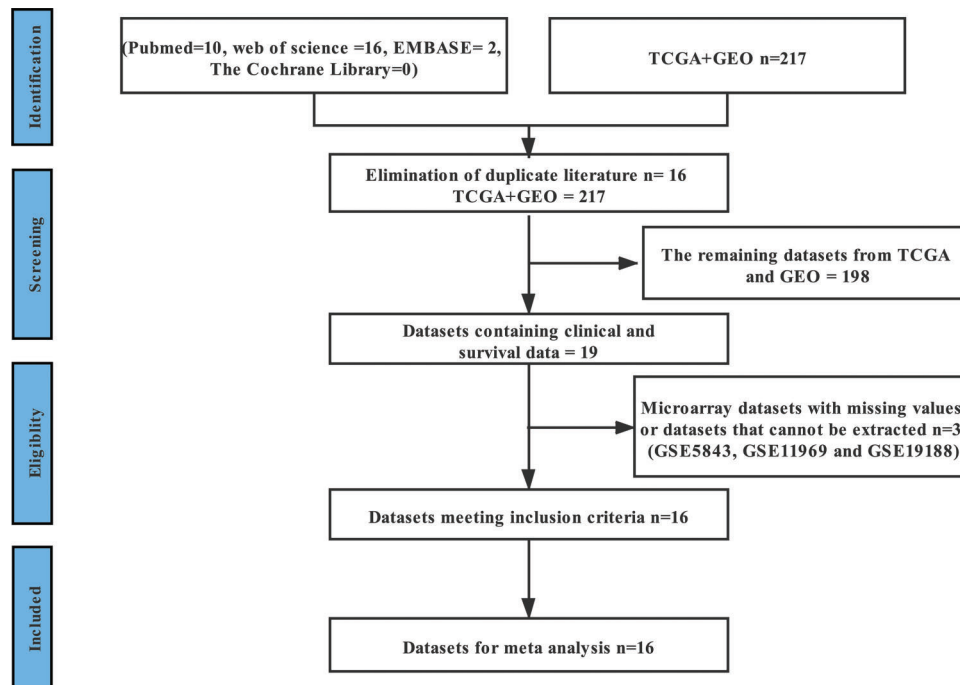 Identification
(Pubmed=10, web of science =16, EMBASE= 2,
The Cochrane Library=0)
TCGA+GEO n=217
Screening
Elimination of duplicate literature n= 16
TCGA+GEO = 217
The remaining datasets from TCGA
and GEO = 198
Datasets containing clinical and
survival data = 19
Eligiblity
Microarray datasets with missing values
or datasets that cannot be extracted n=3
(GSE5843, GSE11969 and GSE19188)
Datasets meeting inclusion criteria n=16
Included
Datasets for meta analysis n=16